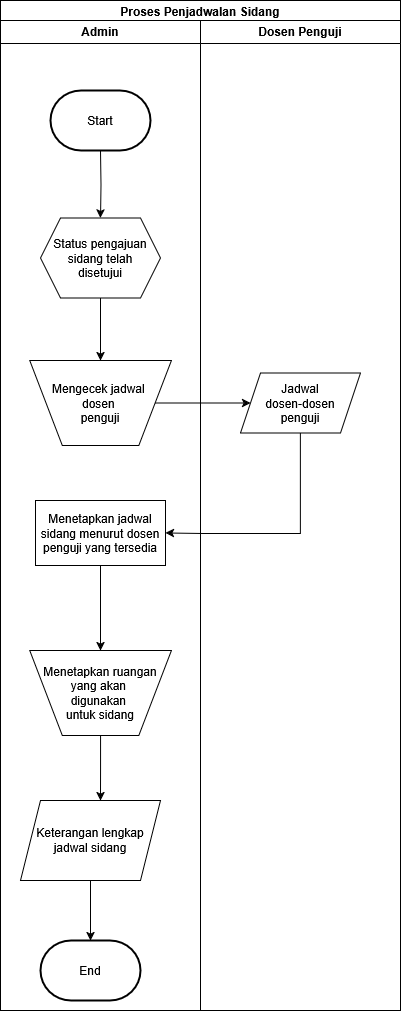 Proses Penjadwalan Sidang
Admin
Dosen Penguji
Start
Status pengajuan
sidang telah
disetujui
Mengecek jadwal
dosen
penguji
Jadwal
dosen-dosen
penguji
Menetapkan jadwal
sidang menurut dosen
penguji yang tersedia
Menetapkan ruangan
yang akan
digunakan
untuk sidang
Keterangan lengkap
jadwal sidang
End